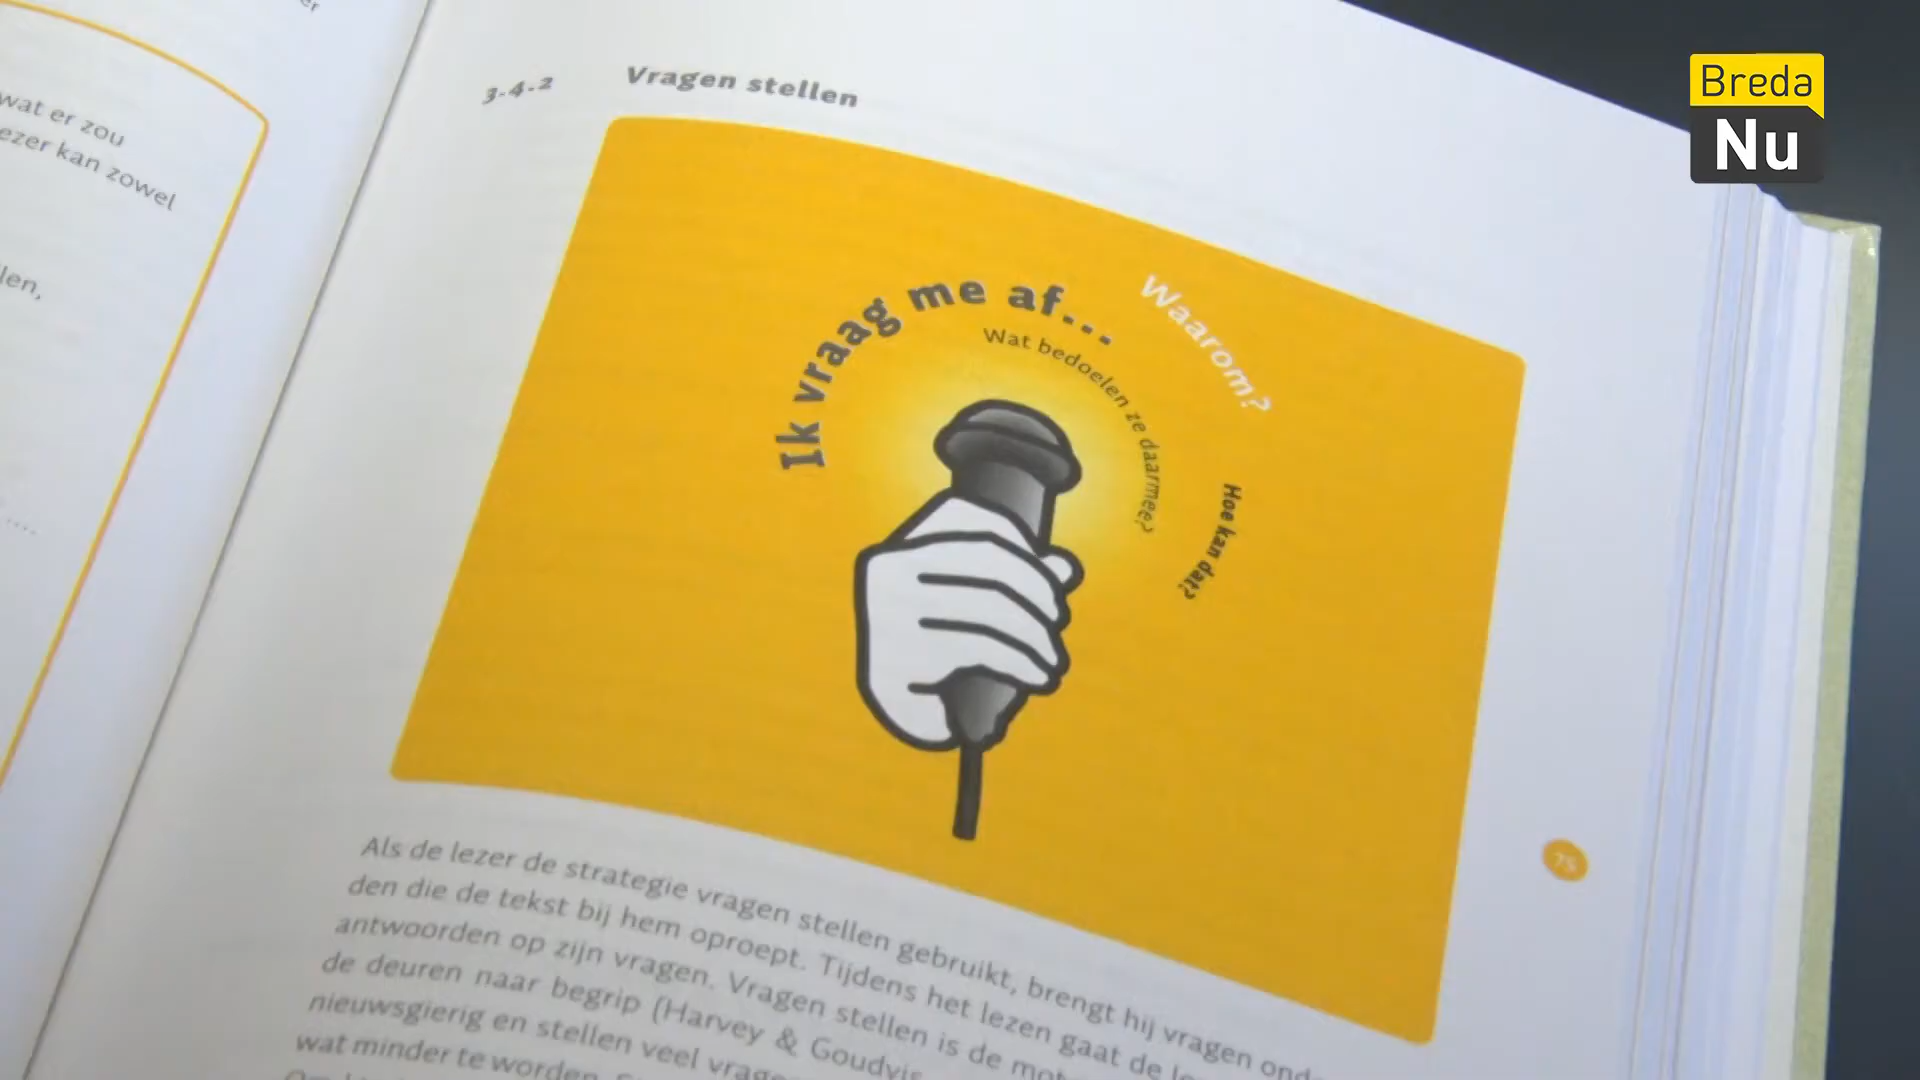 er
wat er zou
ezer kan zowel
len,
....
3.4.2 Vragen stellen
Ik vraag me af...
Waarom?
Wat bedoelen ze daarmee?
Hoe kan dat?
75
Als de lezer de strategie vragen stellen gebruikt, brengt hij vragen
den die de tekst bij hem oproept. Tijdens het lezen gaat de
antwoorden op zijn vragen. Vragen stellen is de
de deuren naar begrip (Harvey & Goudvis
nieuwsgierig en stellen veel
wat minder te worden.
Breda
Nu